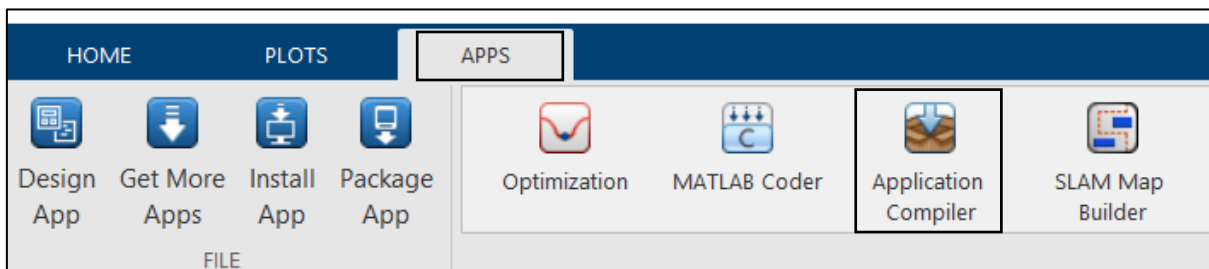 HOME PLOTS APPS
Design App
Get More Apps
Install App
Package App
Optimization
MATLAB Coder
Application Compiler
SLAM Map Builder
C
FILE